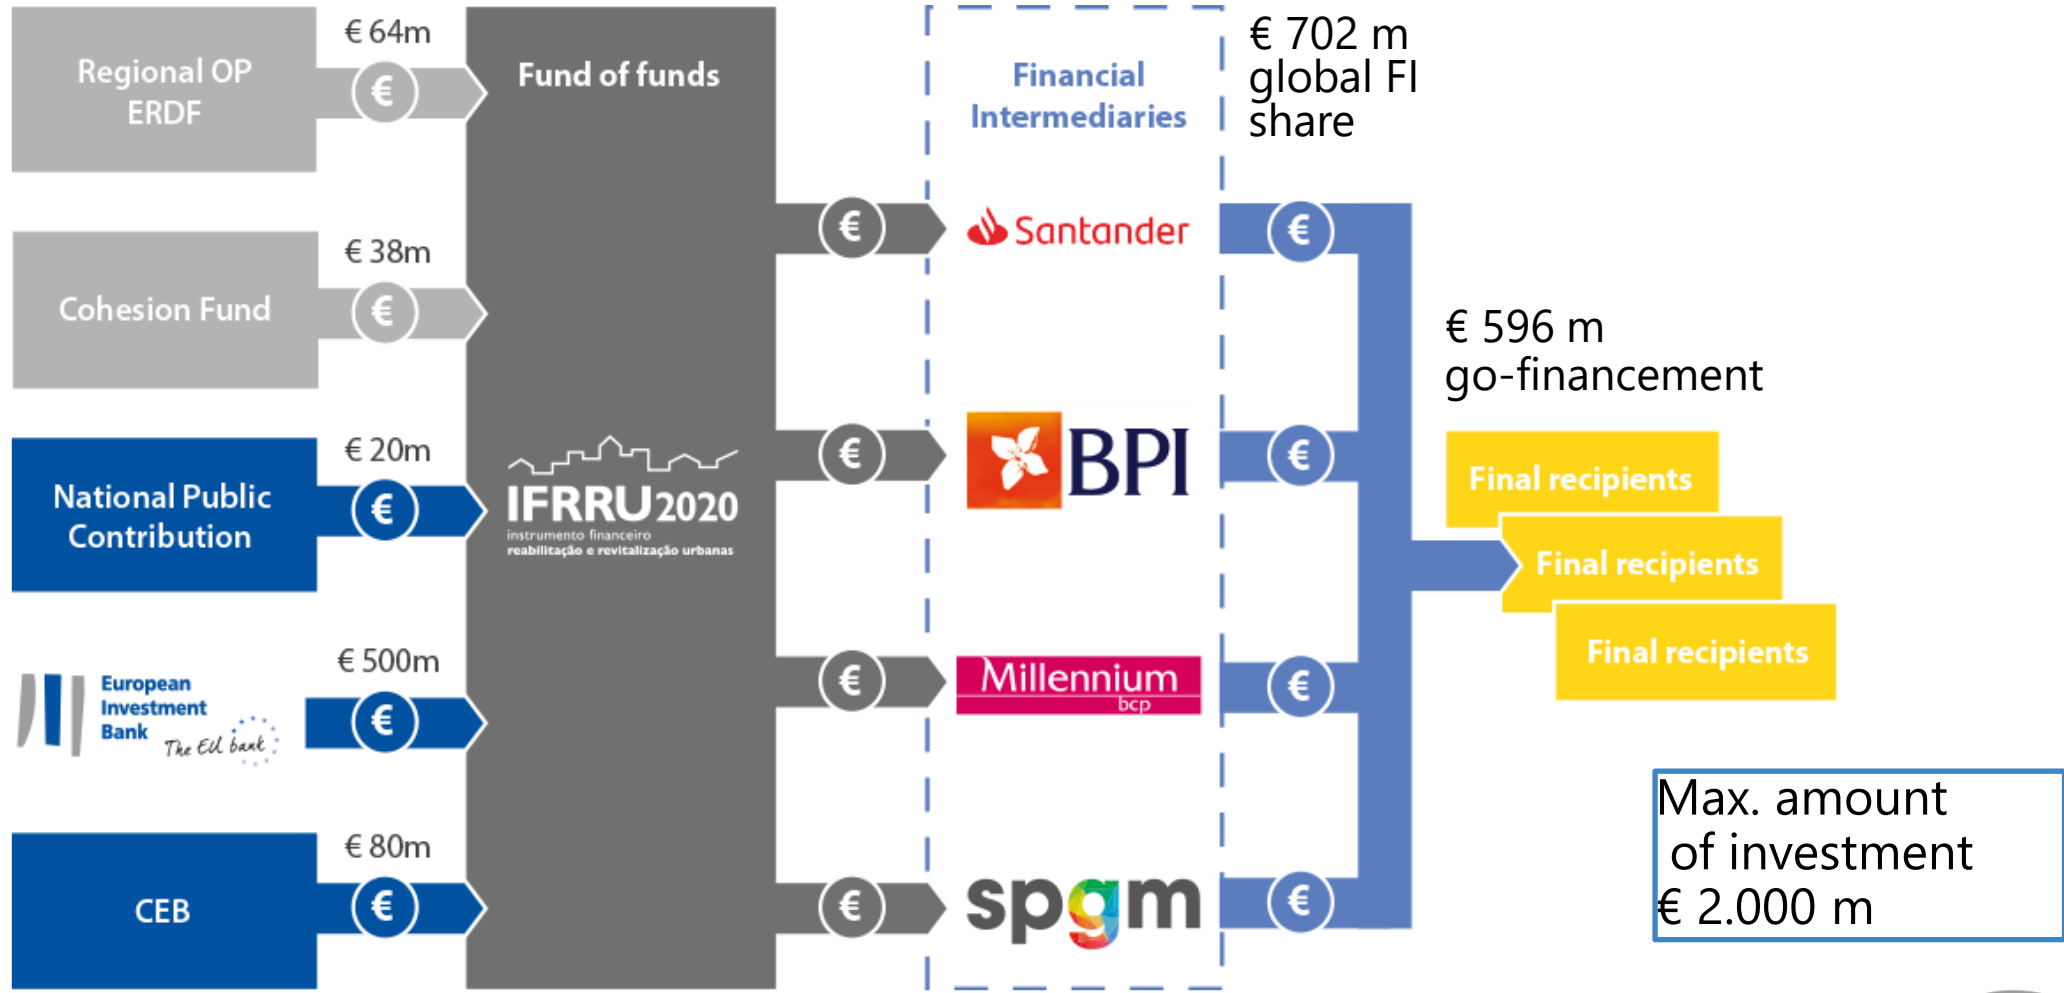 Regional OP
ERDF
€ 64m
€
Fund of funds
Financial
Intermediaries
€ 702 m
global FI
share
€
Santander
€
Cohesion Fund
€ 38m
€
€ 596 m
go-financement
National Public
Contribution
€ 20m
€
IFRRU2020
instrumento financeiro
reabilitação e revitalização urbanas
€
BPI
€
Final recipients
Final recipients
Final recipients
European
Investment
Bank
The EU bank
€ 500m
€
€
Millennium
bcp
€
CEB
€ 80m
€
€
spgm
€
Max. amount
of investment
€ 2.000 m